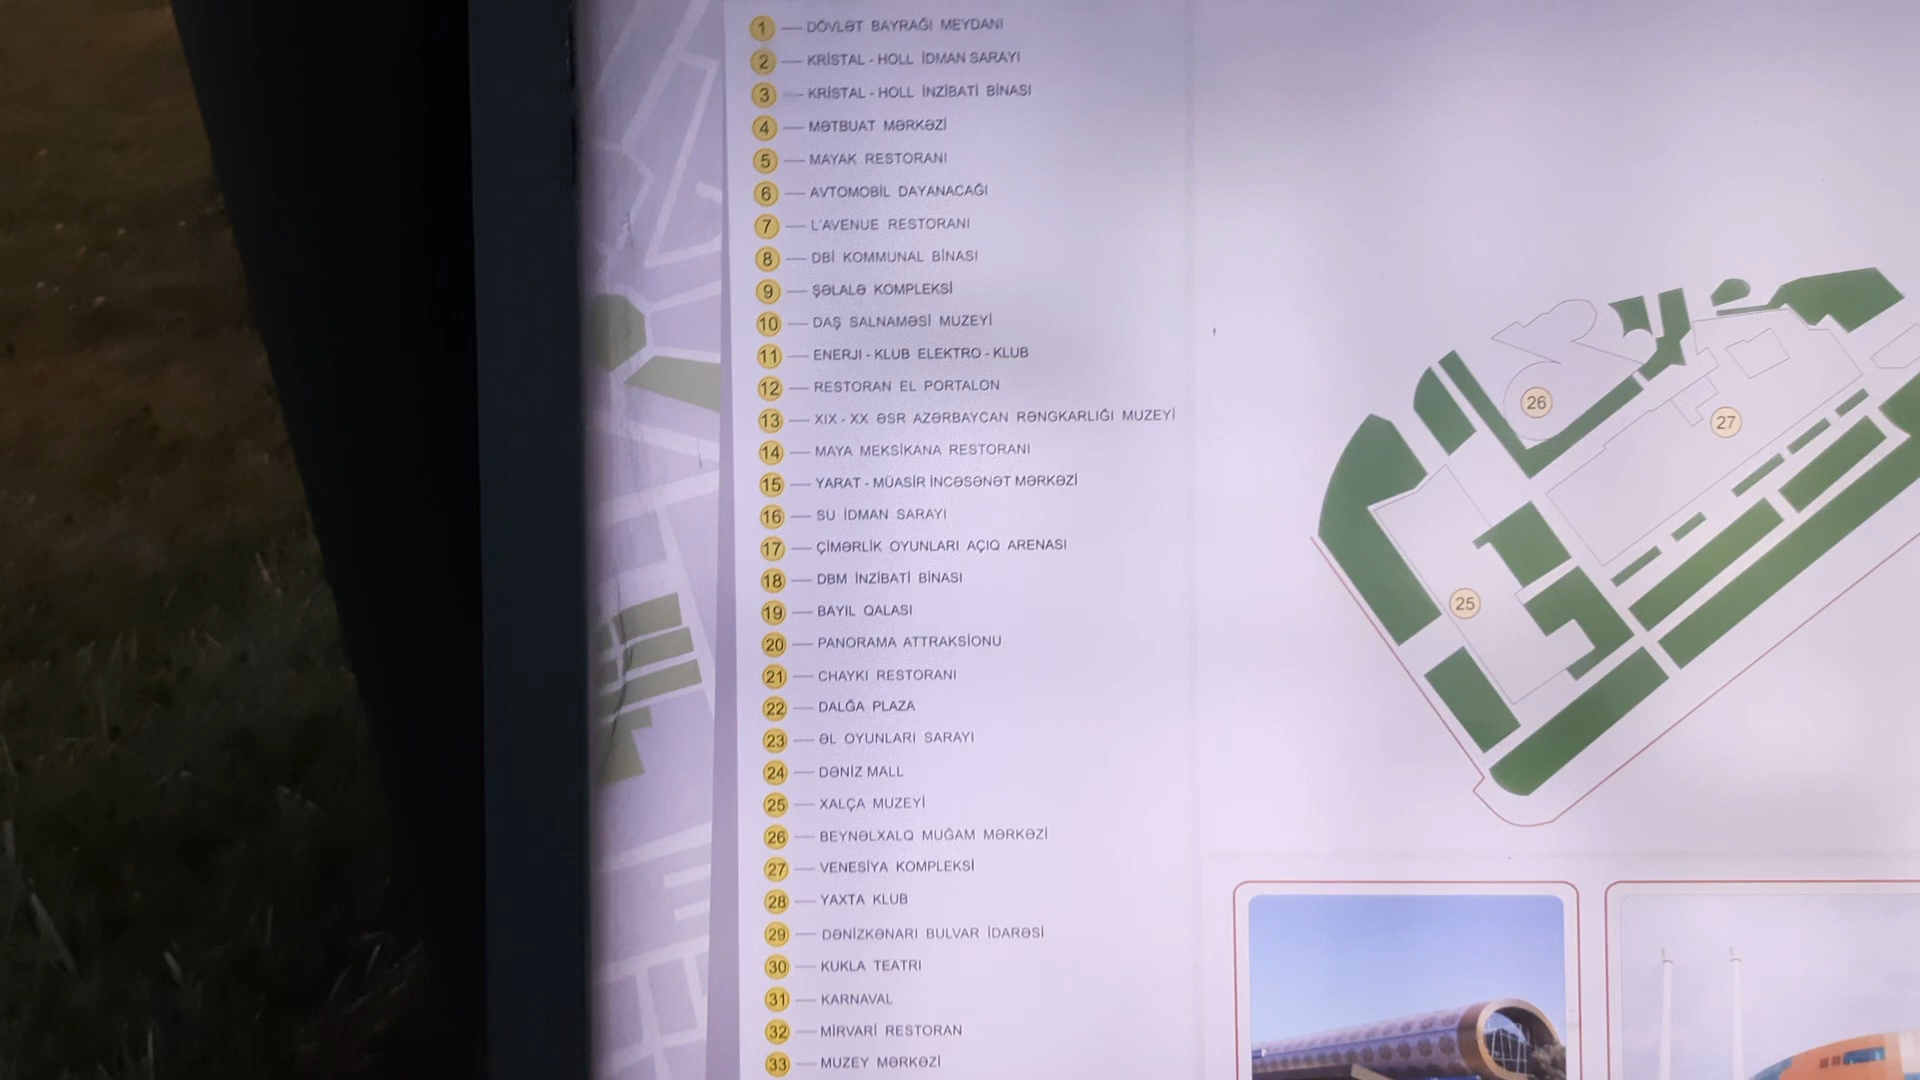 1 — DÖVLƏT BAYRAĞI MEYDANI
2 — KRİSTAL - HOLL İDMAN SARAYI
3 — KRİSTAL - HOLL İNZİBATİ BİNASI
4 — MƏTBUAT MƏRKƏZİ
5 — MAYAK RESTORANI
6 — AVTOMOBİL DAYANACAĞI
7 — L'AVENUE RESTORANI
8 — DBİ KOMMUNAL BİNASI
9 — ŞƏLALƏ KOMPLEKSİ
10 — DAŞ SALNAMƏSİ MUZEYİ
11 — ENERJI - KLUB ELEKTRO - KLUB
12 — RESTORAN EL PORTALON
13 — XIX - XX ƏSR AZƏRBAYCAN RƏNGKARLIĞI MUZEYİ
14 — MAYA MEKSİKANA RESTORANI
15 — YARAT - MÜASİR İNCƏSƏNƏT MƏRKƏZİ
16 — SU İDMAN SARAYI
17 — ÇİMƏRLİK OYUNLARI AÇIQ ARENASI
18 — DBM İNZİBATİ BİNASI
19 — BAYIL QALASI
20 — PANORAMA ATTRAKSİONU
21 — CHAYKI RESTORANI
22 — DALĞA PLAZA
23 — ƏL OYUNLARI SARAYI
24 — DƏNİZ MALL
25 — XALÇA MUZEYİ
26 — BEYNƏLXALQ MUĞAM MƏRKƏZİ
27 — VENESİYA KOMPLEKSİ
28 — YAXTA KLUB
29 — DƏNİZKƏNARI BULVAR İDARƏSİ
30 — KUKLA TEATRI
31 — KARNAVAL
32 — MİRVARİ RESTORAN
33 — MUZEY MƏRKƏZİ
26
27
25